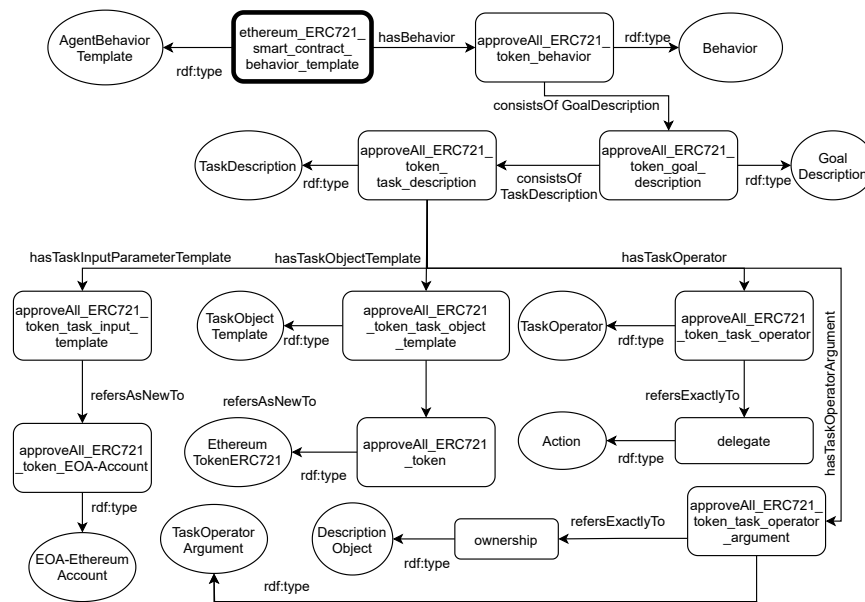 AgentBehavior
Template
rdf:type
ethereum_ERC721_
smart_contract_
behavior_template
hasBehavior
approveAll_ERC721_
token_behavior
rdf:type
Behavior
consistsOf GoalDescription
TaskDescription
rdf:type
approveAll_ERC721_
token_
task_description
consistsOf
TaskDescription
approveAll_ERC721_
token_goal_
description
rdf:type
Goal
Description
hasTaskInputParameterTemplate
hasTaskObjectTemplate
hasTaskOperator
hasTaskOperatorArgument
approveAll_ERC721_
token_task_input_
template
TaskObject
Template
rdf:type
approveAll_ERC721
_token_task_object
_template
TaskOperator
rdf:type
approveAll_ERC721
_token_task_operator
refersAsNewTo
refersAsNewTo
refersExactlyTo
approveAll_ERC721
_token_EOA-Account
Ethereum
TokenERC721
rdf:type
approveAll_ERC721
_token
Action
rdf:type
delegate
rdf:type
EOA-Ethereum
Account
TaskOperator
Argument
Description
Object
rdf:type
ownership
refersExactlyTo
approveAll_ERC721_
token_task_operator
_argument
rdf:type